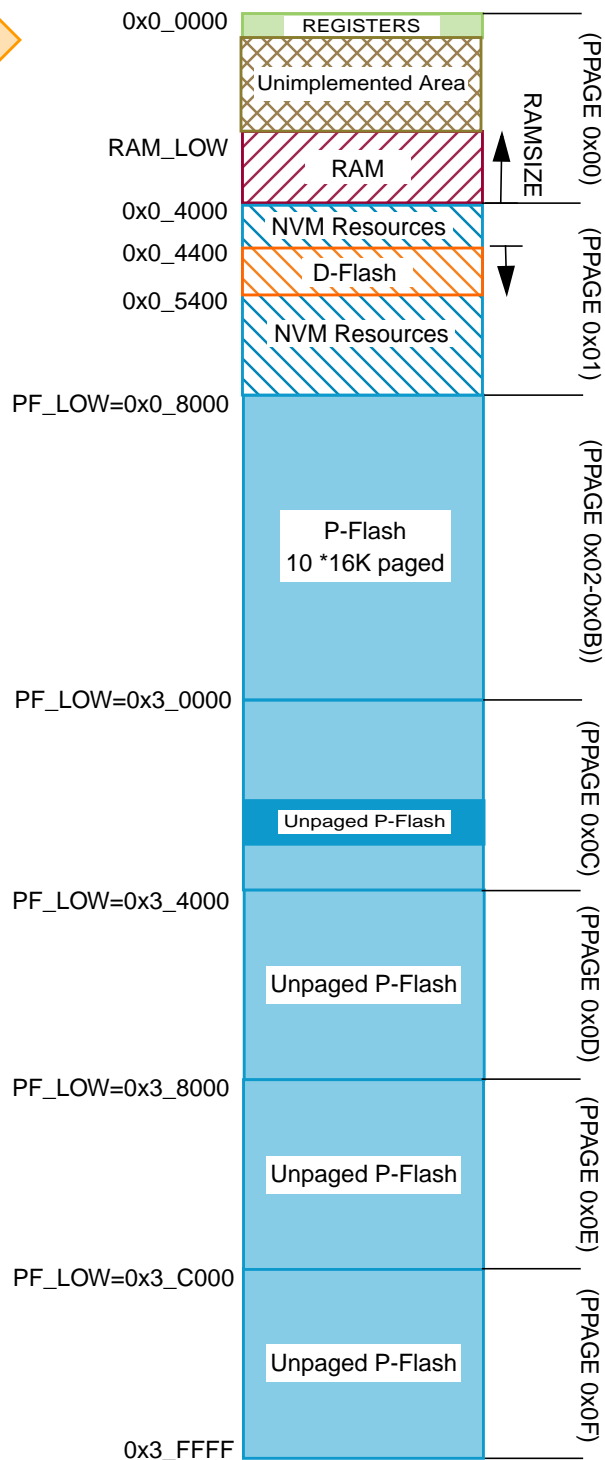 0x0_0000
REGISTERS
Unimplemented Area
(PPAGE 0x00)
RAM_LOW
RAM
RAMSIZE
0x0_4000
NVM Resources
0x0_4400
D-Flash
(PPAGE 0x01)
0x0_5400
NVM Resources
PF_LOW=0x0_8000
P-Flash
10 *16K paged
(PPAGE 0x02-0x0B))
PF_LOW=0x3_0000
Unpaged P-Flash
(PPAGE 0x0C)
PF_LOW=0x3_4000
Unpaged P-Flash
(PPAGE 0x0D)
PF_LOW=0x3_8000
Unpaged P-Flash
(PPAGE 0x0E)
PF_LOW=0x3_C000
Unpaged P-Flash
(PPAGE 0x0F)
0x3_FFFF